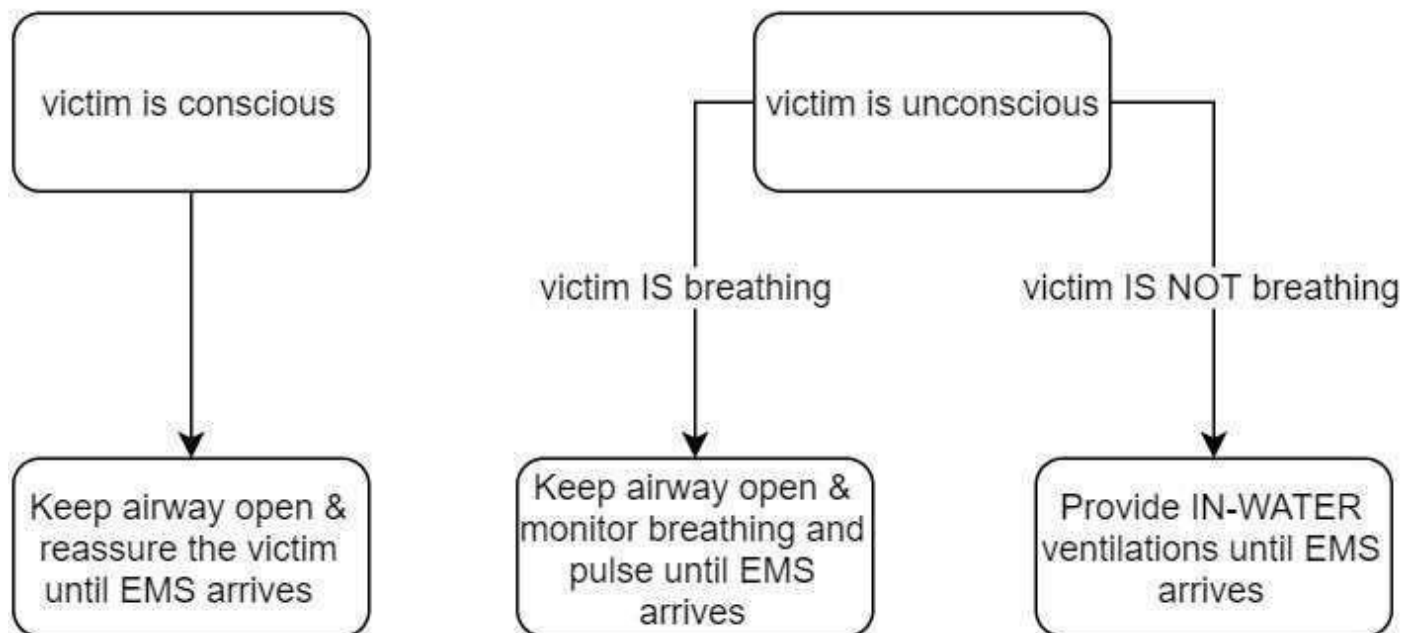 victim is conscious
victim is unconscious
victim IS breathing
victim IS NOT breathing
Keep airway open &
reassure the victim
until EMS arrives
Keep airway open &
monitor breathing and
pulse until EMS
arrives
Provide IN-WATER
ventilations until EMS
arrives